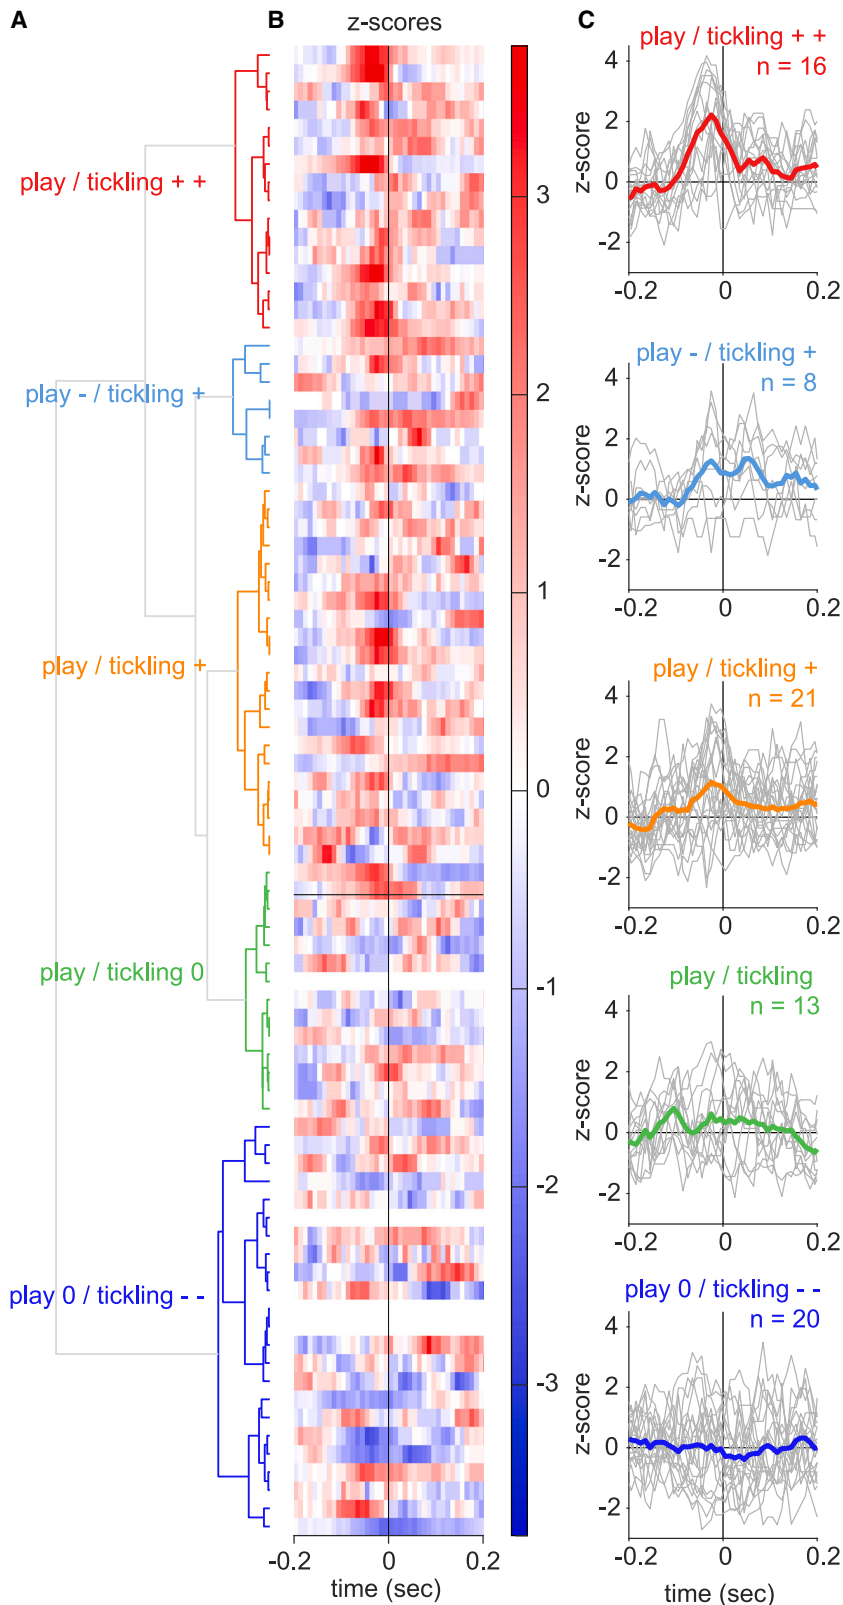 A
B
C
z-scores
play / tickling + +
play - / tickling +
play / tickling +
play / tickling 0
play 0 / tickling - -
-0.2
0
0.2
time (sec)
3
2
1
0
-1
-2
-3
play / tickling + +
n = 16
z-score
4
2
0
-2
-0.2
0
0.2
play - / tickling +
n = 8
z-score
4
2
0
-2
-0.2
0
0.2
play / tickling +
n = 21
z-score
4
2
0
-2
-0.2
0
0.2
play / tickling
n = 13
z-score
4
2
0
-2
-0.2
0
0.2
play 0 / tickling - -
n = 20
z-score
4
2
0
-2
-0.2
0
0.2
time (sec)